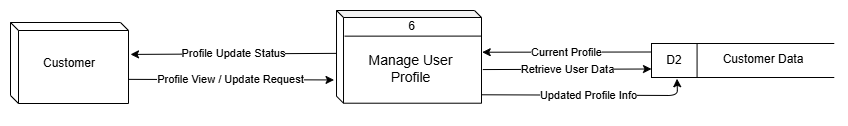 6
Customer
Profile Update Status
Profile View / Update Request
Manage User
Profile
Current Profile
Retrieve User Data
Updated Profile Info
D2
Customer Data